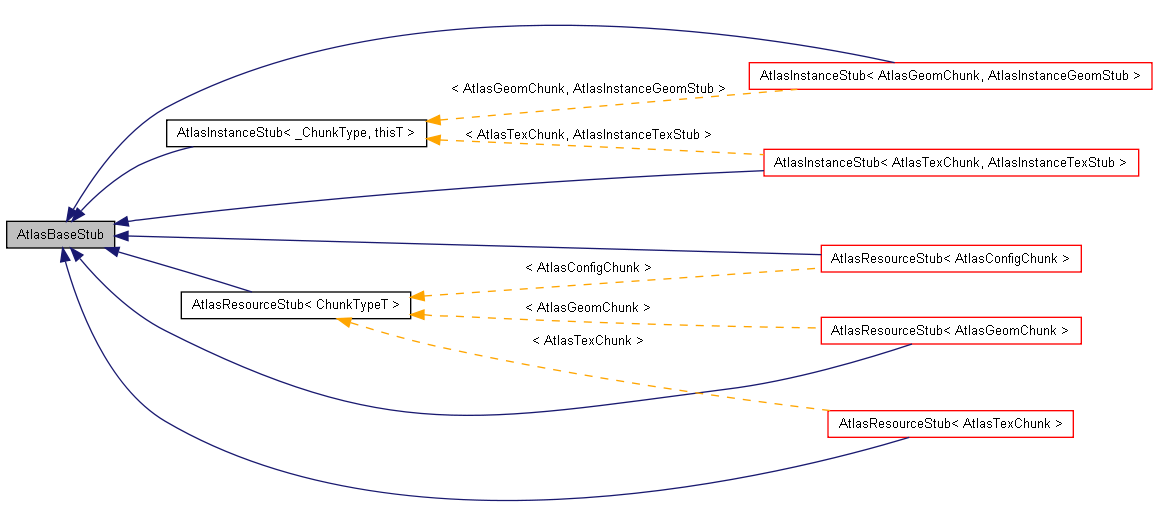 AtlasInstanceStub< AtlasGeomChunk, AtlasInstanceGeomStub >
< AtlasGeomChunk, AtlasInstanceGeomStub >
AtlasInstanceStub< _ChunkType, thisT >
< AtlasTexChunk, AtlasInstanceTexStub >
AtlasInstanceStub< AtlasTexChunk, AtlasInstanceTexStub >
AtlasBaseStub
AtlasResourceStub< AtlasConfigChunk >
< AtlasConfigChunk >
AtlasResourceStub< ChunkTypeT >
< AtlasGeomChunk >
AtlasResourceStub< AtlasGeomChunk >
< AtlasTexChunk >
AtlasResourceStub< AtlasTexChunk >